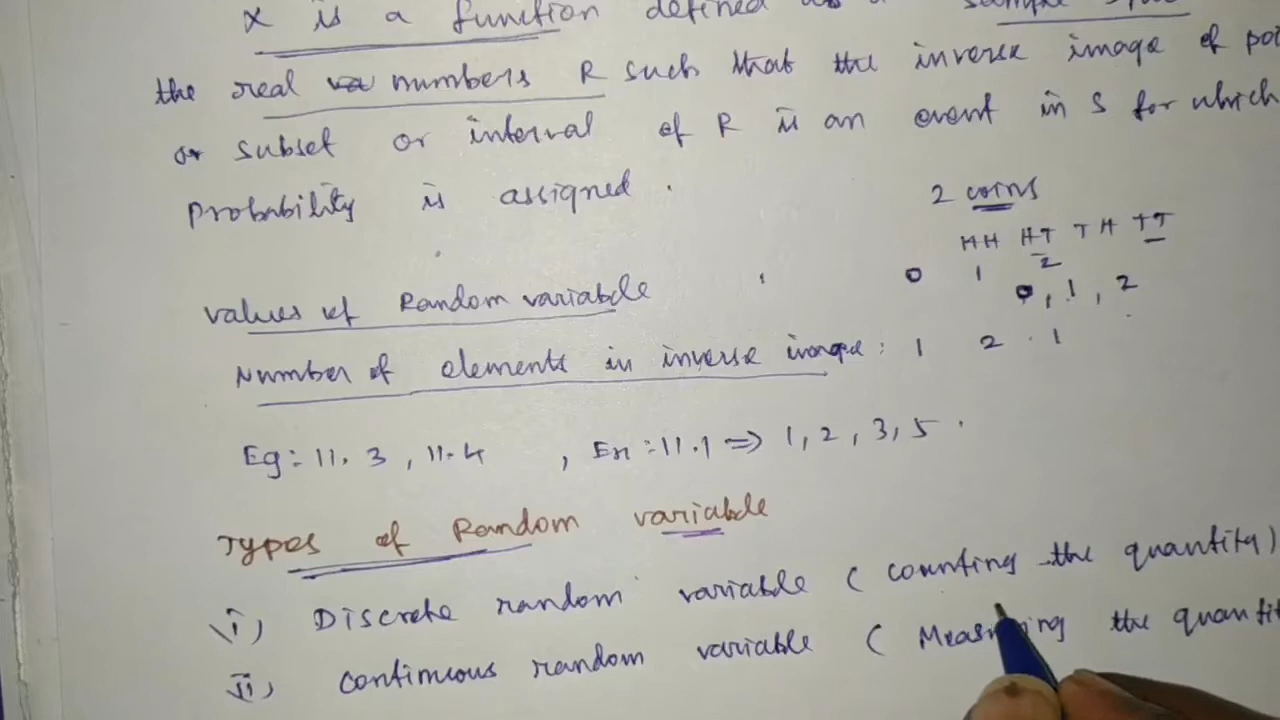 X is a function defined as a sample
the real numbers R such that the inverse image of
or subset or interval of R is an event in S for which
probability is assigned.
2 coins
HH HT TH TT
0 1 2
0, 1, 2
values of Random variable
Number of elements in inverse image: 1 2 1
Eg: 11.3, 11.4, Ex: 11.1 => 1, 2, 3, 5.
Types of Random variable
i) Discrete random variable (counting the quantity)
ii) continuous random variable (Measuring the